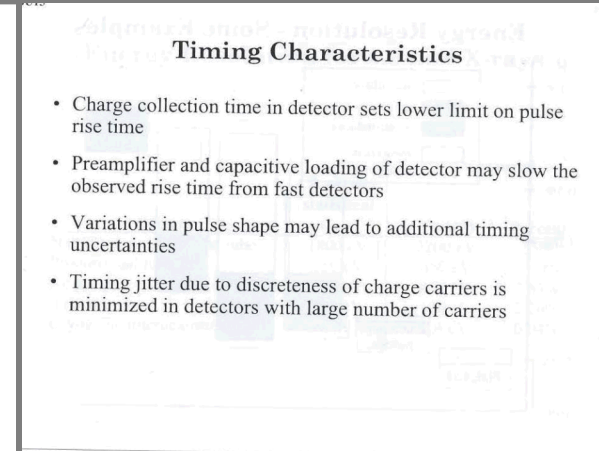 Timing Characteristics
• Charge collection time in detector sets lower limit on pulse
rise time
• Preamplifier and capacitive loading of detector may slow the
observed rise time from fast detectors
• Variations in pulse shape may lead to additional timing
uncertainties
• Timing jitter due to discreteness of charge carriers is
minimized in detectors with large number of carriers